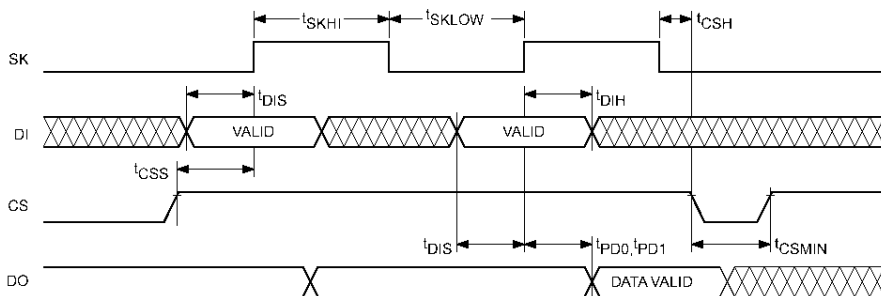 tSKHI tSKLOW tCSH
SK
tDIS tDIH
DI VALID VALID
tCSS
CS
tDIS tPD0,tPD1 tCSMIN
DO DATA VALID